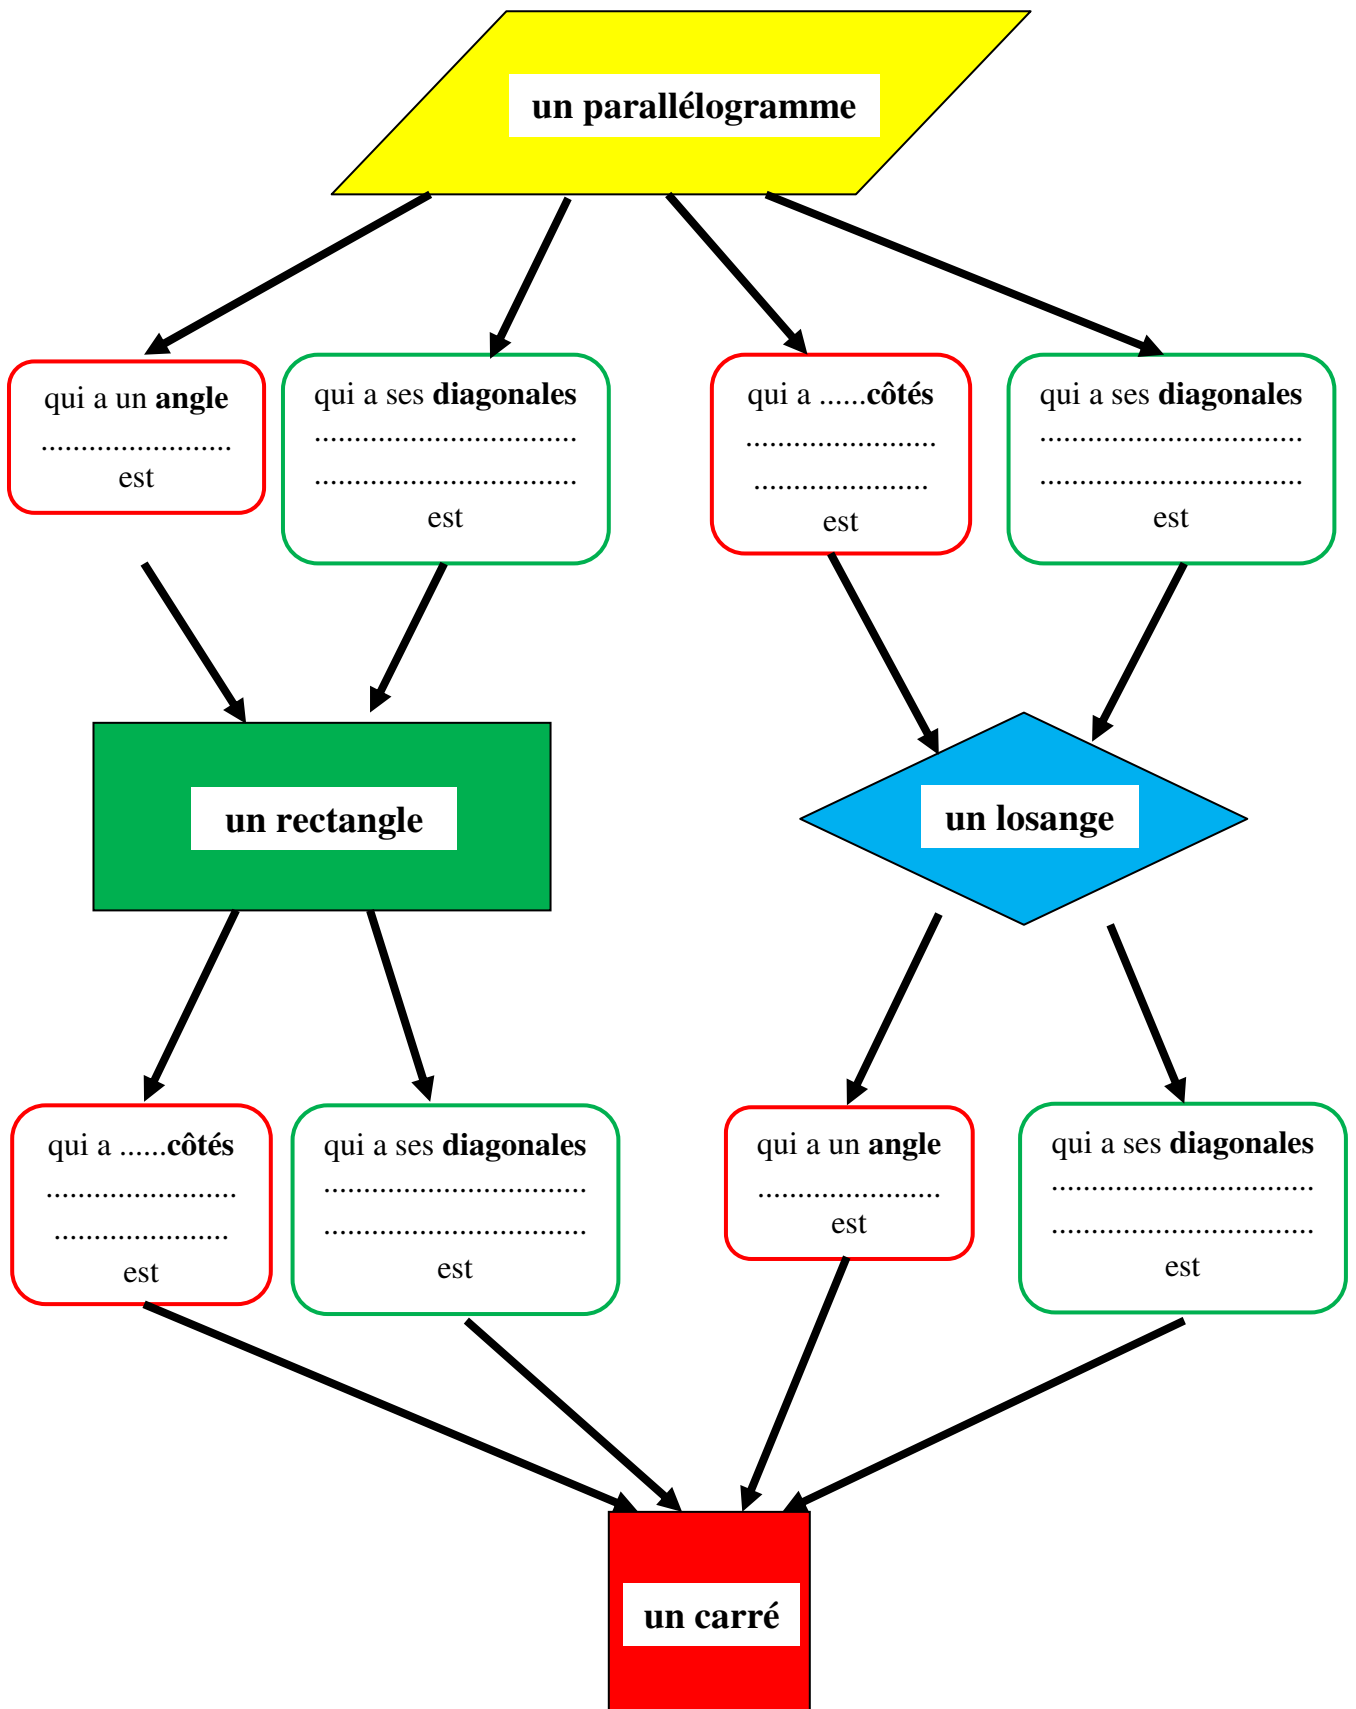 un parallélogramme
qui a un angle
........................
est
qui a ses diagonales
.................................
.................................
est
qui a ......côtés
........................
......................
est
qui a ses diagonales
.................................
.................................
est
un rectangle
un losange
qui a ......côtés
........................
......................
est
qui a ses diagonales
.................................
.................................
est
qui a un angle
.......................
est
qui a ses diagonales
.................................
.................................
est
un carré